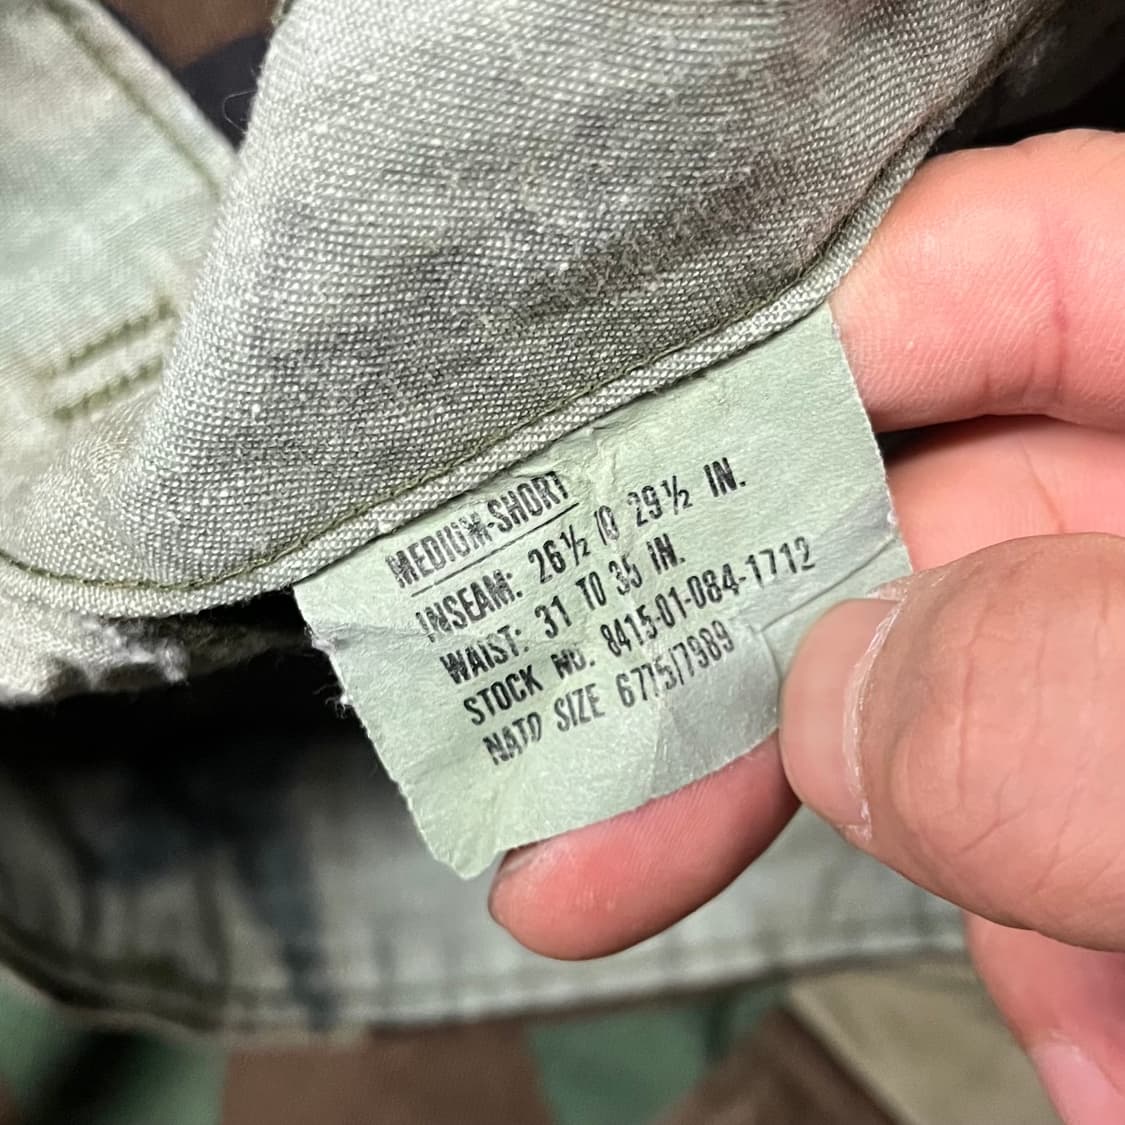 MEDIUM-SHORT
INSEAM: 26½ TO 29½ IN.
WAIST: 31 TO 35 IN.
STOCK NO. 8415-01-084-1712
NATO SIZE 6775/7989